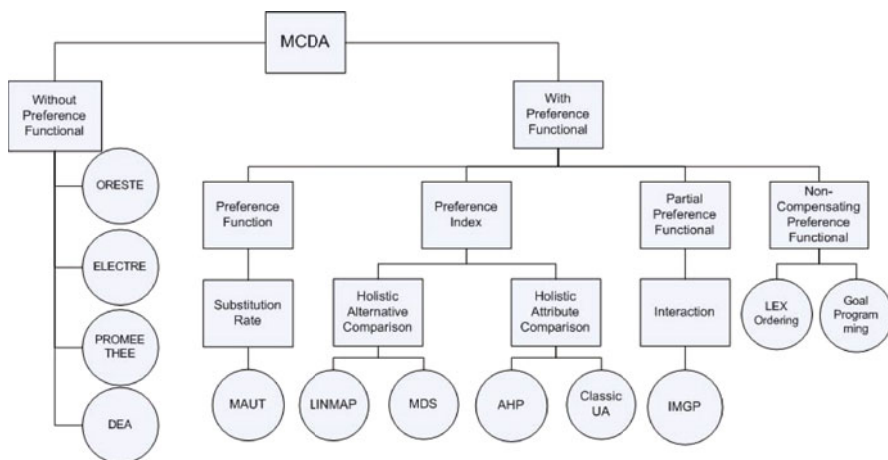 MCDA
Without
Preference
Functional
With
Preference
Functional
ORESTE
ELECTRE
PROMEE
THEE
DEA
Preference
Function
Preference
Index
Partial
Preference
Functional
Non-
Compensating
Preference
Functional
Substitution
Rate
Holistic
Alternative
Comparison
Holistic
Attribute
Comparison
Interaction
LEX
Ordering
Goal
Program
ming
MAUT
LINMAP
MDS
AHP
Classic
UA
IMGP